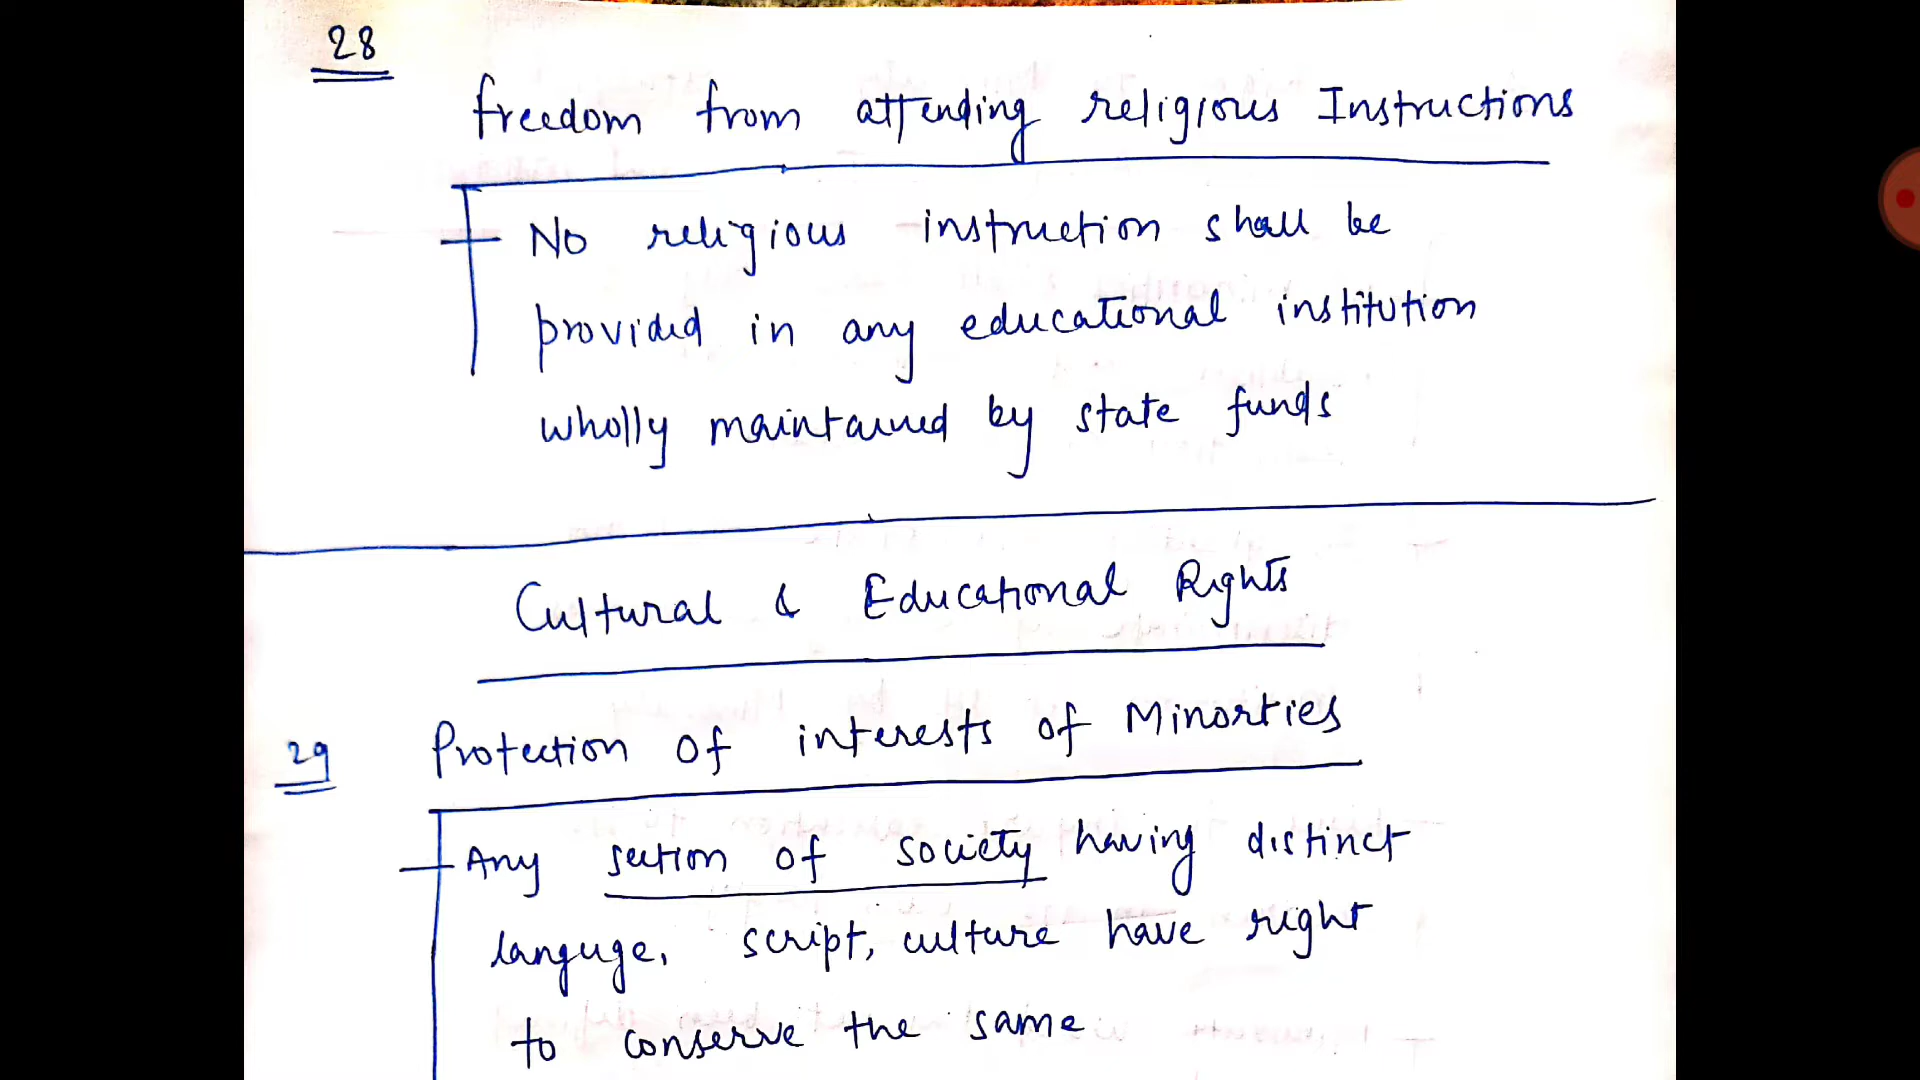 28
freedom from attending religious Instructions
No religious instruction shall be
provided in any educational institution
wholly maintained by state funds
Cultural & Educational Rights
29 Protection of interests of Minorties
Any section of society having distinct
languge, script, culture have right
to conserve the same